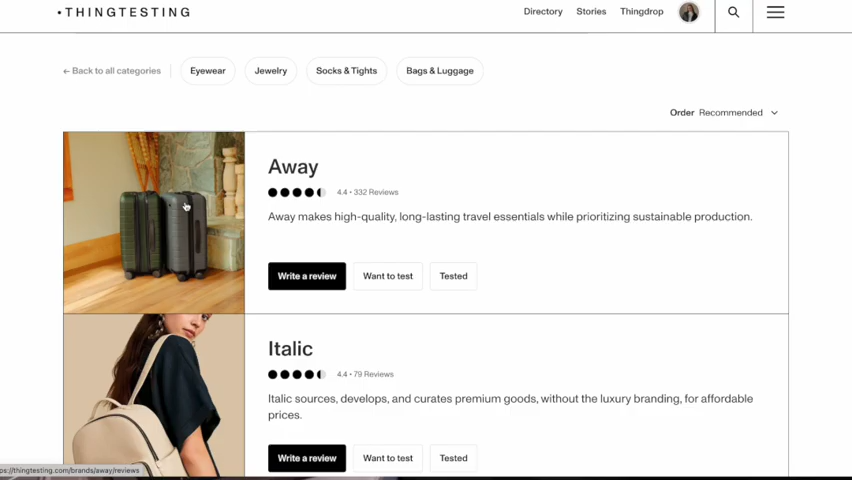 •THINGTESTING
Directory Stories Thingdrop
← Back to all categories Eyewear Jewelry Socks & Tights Bags & Luggage
Order Recommended
Away
4.4 • 332 Reviews
Away makes high-quality, long-lasting travel essentials while prioritizing sustainable production.
Write a review Want to test Tested
Italic
4.4 • 79 Reviews
Italic sources, develops, and curates premium goods, without the luxury branding, for affordable
prices.
Write a review Want to test Tested
ps://thingtesting.com/brands/away/reviews